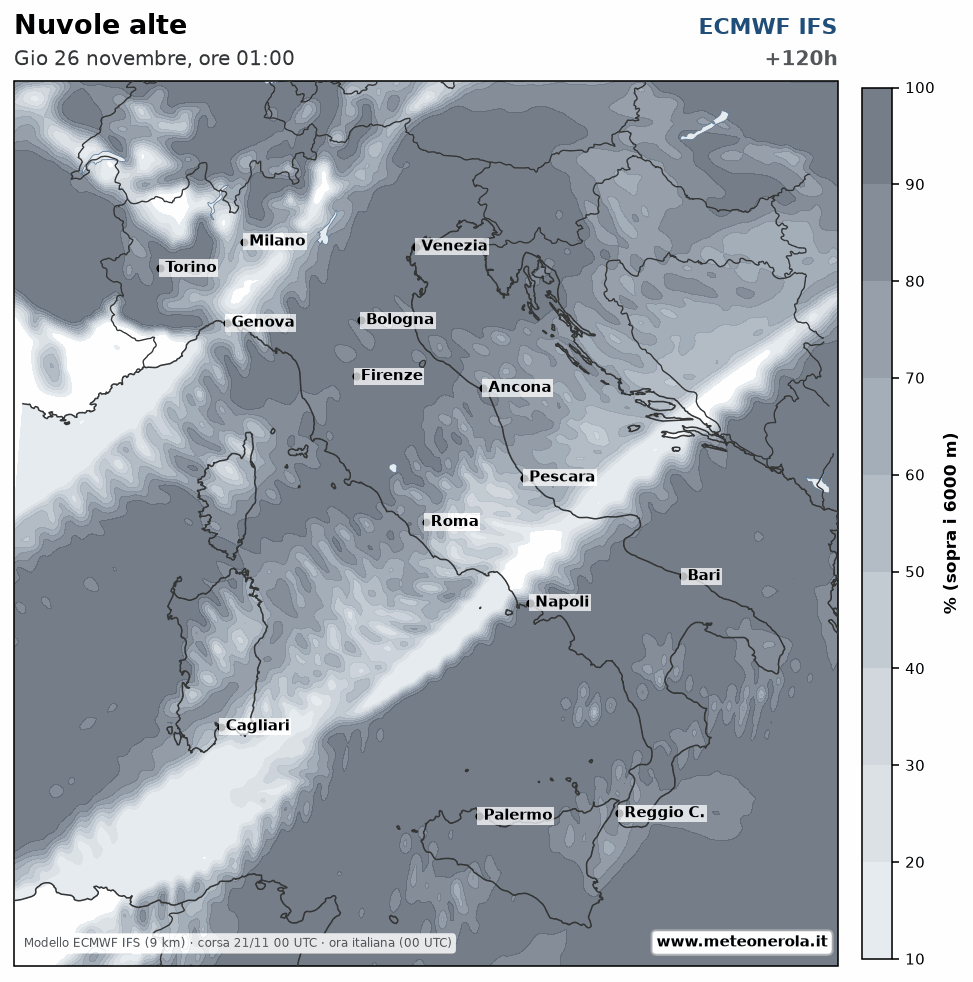 Nuvole alte
ECMWF IFS
Gio 26 novembre, ore 01:00
+120h
Milano
Venezia
Torino
Genova
Bologna
Firenze
Ancona
Pescara
Roma
Bari
Napoli
Cagliari
Palermo
Reggio C.
100
90
80
70
60
50
40
30
20
10
% (sopra i 6000 m)
Modello ECMWF IFS (9 km) · corsa 21/11 00 UTC · ora italiana (00 UTC)
www.meteonerola.it